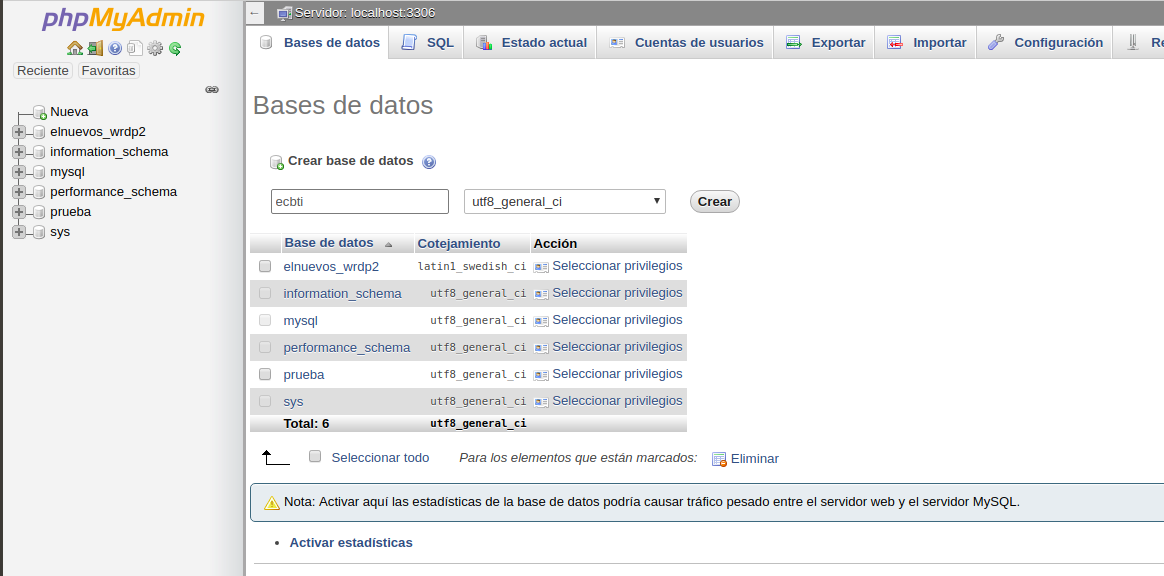 phpMyAdmin
Reciente Favoritas
Nueva
elnuevos_wrdp2
information_schema
mysql
performance_schema
prueba
sys
Servidor: localhost:3306
Bases de datos SQL Estado actual Cuentas de usuarios Exportar Importar Configuración
Bases de datos
Crear base de datos
ecbti utf8_general_ci Crear
Base de datos Cotejamiento Acción
elnuevos_wrdp2 latin1_swedish_ci Seleccionar privilegios
information_schema utf8_general_ci Seleccionar privilegios
mysql utf8_general_ci Seleccionar privilegios
performance_schema utf8_general_ci Seleccionar privilegios
prueba utf8_general_ci Seleccionar privilegios
sys utf8_general_ci Seleccionar privilegios
Total: 6 utf8_general_ci
Seleccionar todo Para los elementos que están marcados: Eliminar
Nota: Activar aquí las estadísticas de la base de datos podría causar tráfico pesado entre el servidor web y el servidor MySQL.
• Activar estadísticas